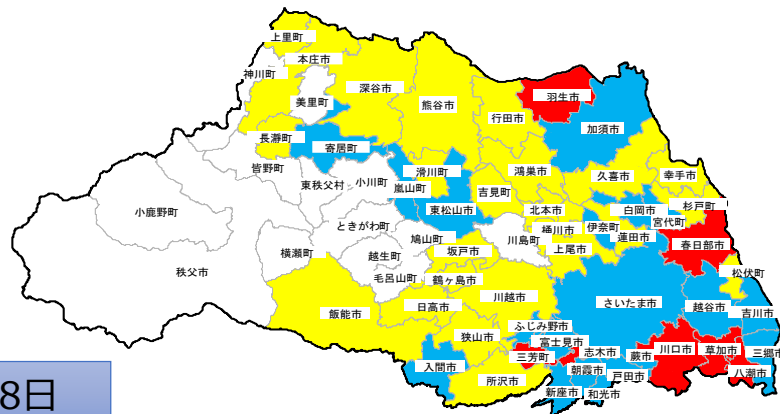 上里町
本庄市
神川町
美里町
深谷市
熊谷市
行田市
羽生市
加須市
長瀞町
寄居町
皆野町
東秩父村
小川町
嵐山町
滑川町
東松山市
吉見町
鴻巣市
北本市
久喜市
幸手市
杉戸町
白岡市
宮代町
伊奈町
桶川市
蓮田市
上尾市
春日部市
小鹿野町
秩父市
横瀬町
ときがわ町
鳩山町
越生町
毛呂山町
坂戸市
鶴ヶ島市
川島町
川越市
日高市
飯能市
狭山市
入間市
所沢市
ふじみ野市
富士見市
三芳町
志木市
朝霞市
新座市
和光市
さいたま市
蕨市
戸田市
川口市
草加市
越谷市
松伏町
吉川市
三郷市
八潮市
8日